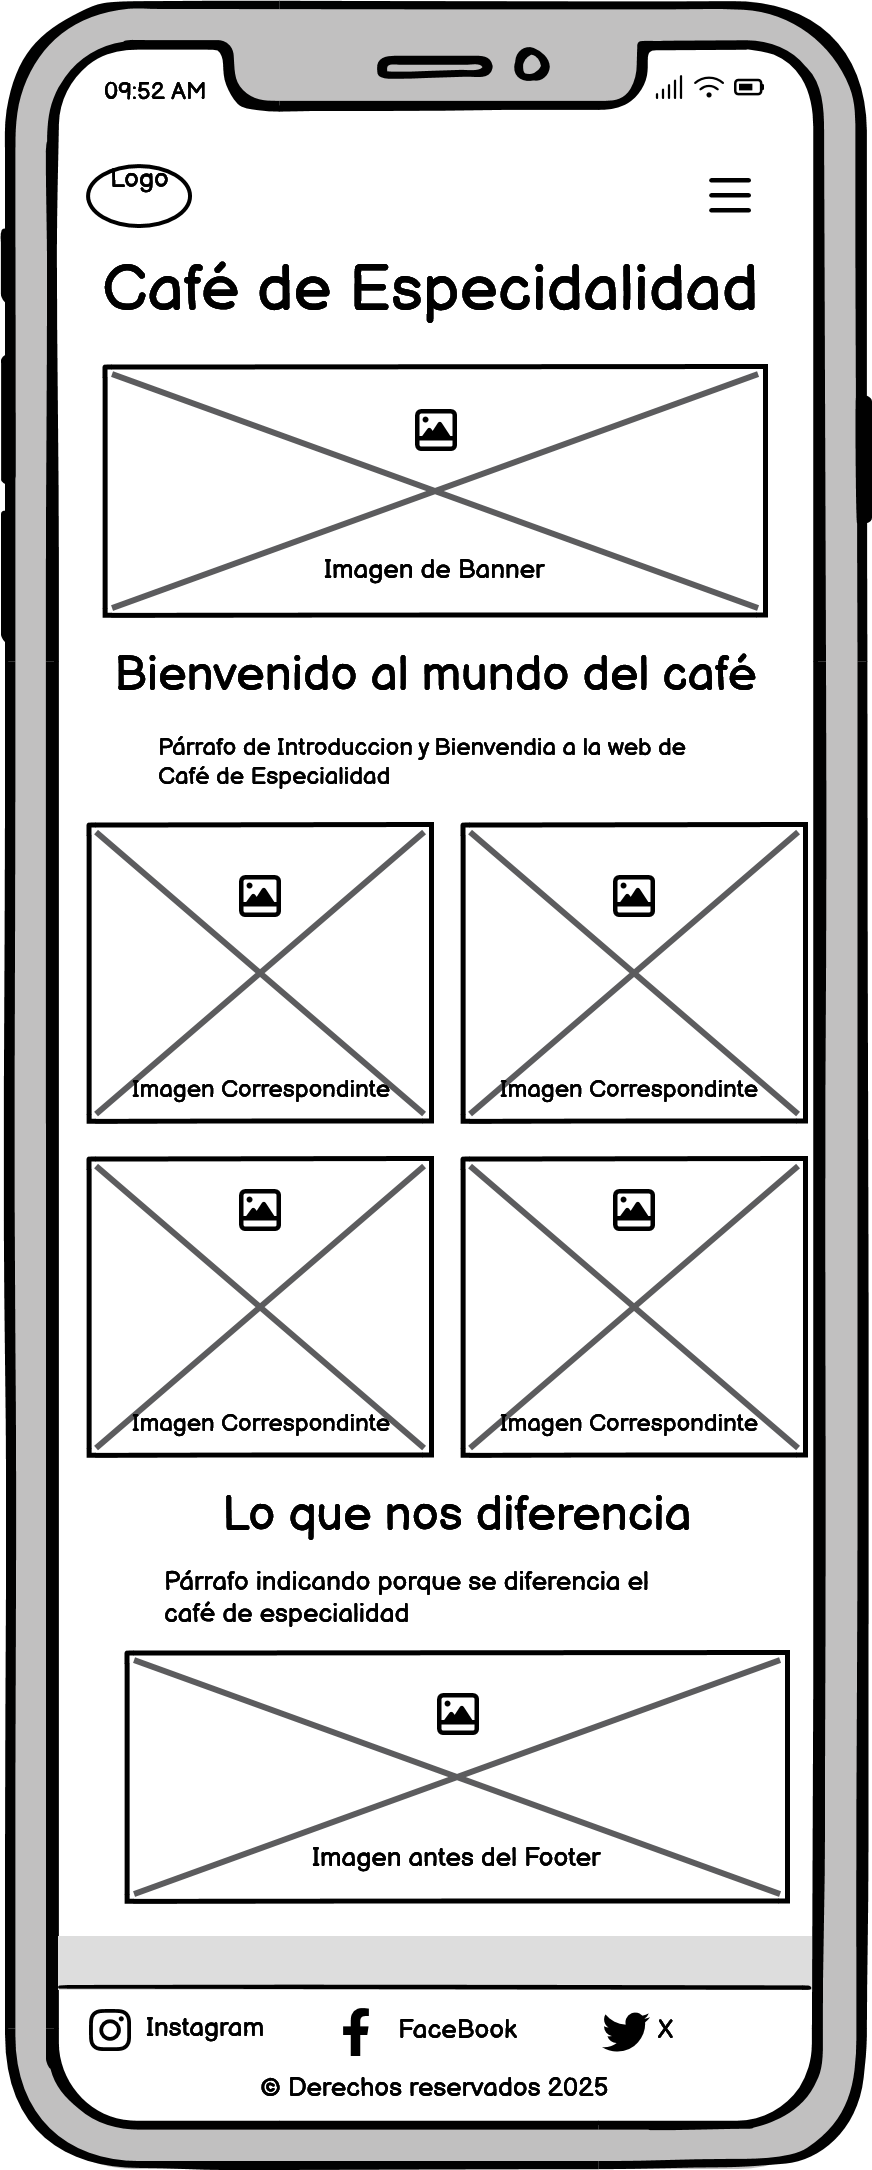 09:52 AM
Logo
Café de Especidalidad
Imagen de Banner
Bienvenido al mundo del café
Párrafo de Introduccion y Bienvendia a la web de
Café de Especialidad
Imagen Correspondinte
Imagen Correspondinte
Imagen Correspondinte
Imagen Correspondinte
Lo que nos diferencia
Párrafo indicando porque se diferencia el
café de especialidad
Imagen antes del Footer
Instagram
FaceBook
X
© Derechos reservados 2025